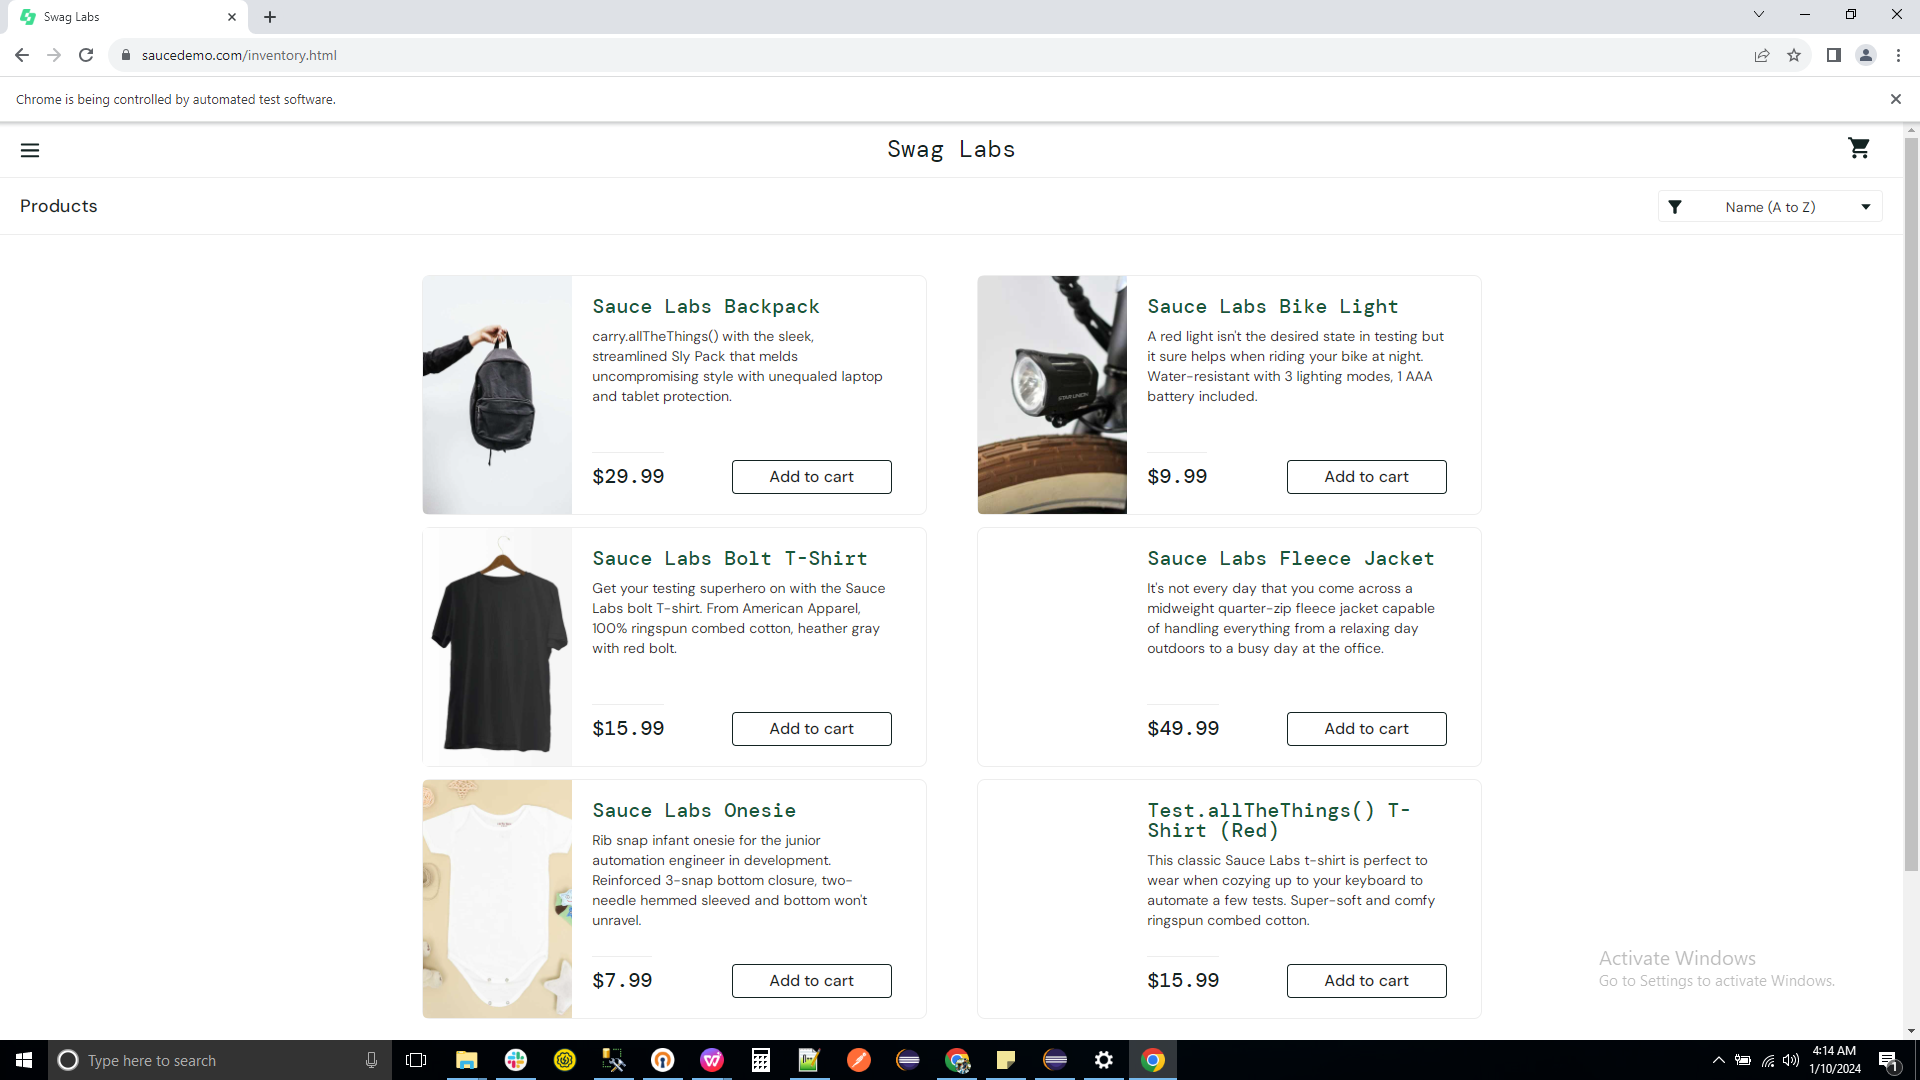 Swag Labs
saucedemo.com/inventory.html
Chrome is being controlled by automated test software.
Swag Labs
Products
Name (A to Z)
Sauce Labs Backpack
carry.allTheThings() with the sleek,
streamlined Sly Pack that melds
uncompromising style with unequaled laptop
and tablet protection.
$29.99
Add to cart
Sauce Labs Bike Light
A red light isn't the desired state in testing but
it sure helps when riding your bike at night.
Water-resistant with 3 lighting modes, 1 AAA
battery included.
$9.99
Add to cart
Sauce Labs Bolt T-Shirt
Get your testing superhero on with the Sauce
Labs bolt T-shirt. From American Apparel,
100% ringspun combed cotton, heather gray
with red bolt.
$15.99
Add to cart
Sauce Labs Fleece Jacket
It's not every day that you come across a
midweight quarter-zip fleece jacket capable
of handling everything from a relaxing day
outdoors to a busy day at the office.
$49.99
Add to cart
Sauce Labs Onesie
Rib snap infant onesie for the junior
automation engineer in development.
Reinforced 3-snap bottom closure, two-
needle hemmed sleeved and bottom won't
unravel.
$7.99
Add to cart
Test.allTheThings() T-
Shirt (Red)
This classic Sauce Labs t-shirt is perfect to
wear when cozying up to your keyboard to
automate a few tests. Super-soft and comfy
ringspun combed cotton.
$15.99
Add to cart
Activate Windows
Go to Settings to activate Windows.
Type here to search
4:14 AM
1/10/2024
1